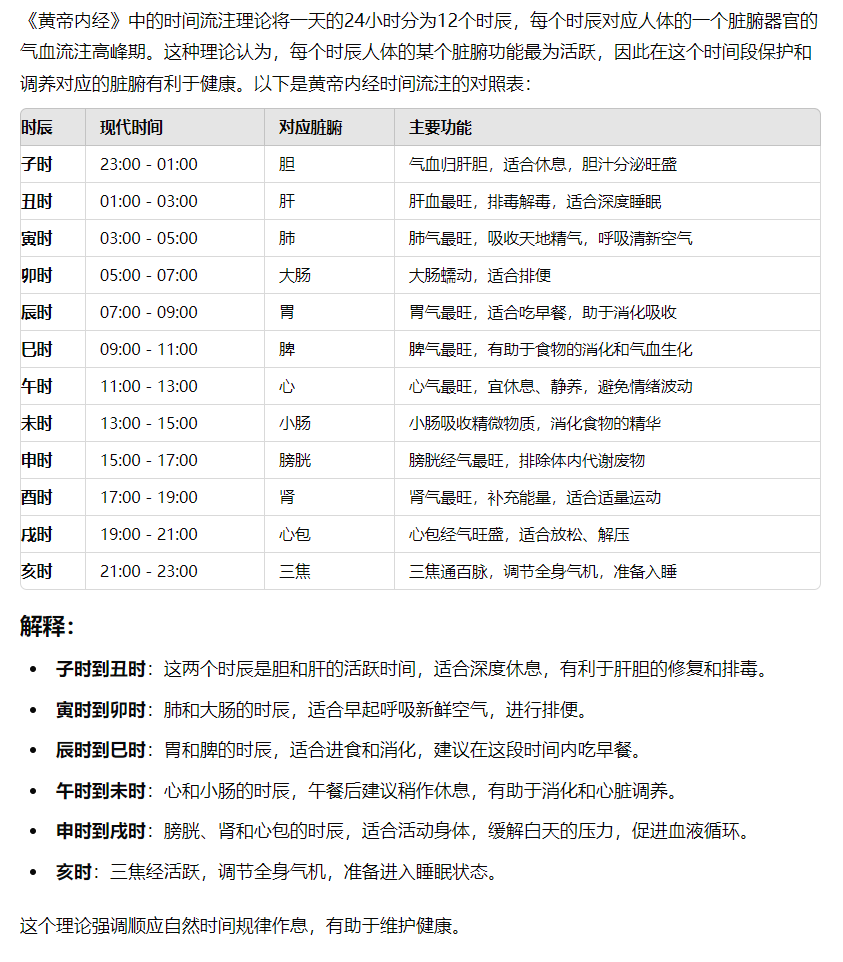 《黄帝内经》中的时间流注理论将一天的24小时分为12个时辰，每个时辰对应人体的一个脏腑器官的
气血流注高峰期。这种理论认为，每个时辰人体的某个脏腑功能最为活跃，因此在这个时间段保护和
调养对应的脏腑有利于健康。以下是黄帝内经时间流注的对照表：
时辰 现代时间 对应脏腑 主要功能
子时 23:00 - 01:00 胆 气血归肝胆，适合休息，胆汁分泌旺盛
丑时 01:00 - 03:00 肝 肝血最旺，排毒解毒，适合深度睡眠
寅时 03:00 - 05:00 肺 肺气最旺，吸收天地精气，呼吸清新空气
卯时 05:00 - 07:00 大肠 大肠蠕动，适合排便
辰时 07:00 - 09:00 胃 胃气最旺，适合吃早餐，助于消化吸收
巳时 09:00 - 11:00 脾 脾气最旺，有助于食物的消化和气血生化
午时 11:00 - 13:00 心 心气最旺，宜休息、静养，避免情绪波动
未时 13:00 - 15:00 小肠 小肠吸收精微物质，消化食物的精华
申时 15:00 - 17:00 膀胱 膀胱经气最旺，排除体内代谢废物
酉时 17:00 - 19:00 肾 肾气最旺，补充能量，适合适量运动
戌时 19:00 - 21:00 心包 心包经气旺盛，适合放松、解压
亥时 21:00 - 23:00 三焦 三焦通百脉，调节全身气机，准备入睡
解释：
• 子时到丑时：这两个时辰是胆和肝的活跃时间，适合深度休息，有利于肝胆的修复和排毒。
• 寅时到卯时：肺和大肠的时辰，适合早起呼吸新鲜空气，进行排便。
• 辰时到巳时：胃和脾的时辰，适合进食和消化，建议在这段时间内吃早餐。
• 午时到未时：心和小肠的时辰，午餐后建议稍作休息，有助于消化和心脏调养。
• 申时到戌时：膀胱、肾和心包的时辰，适合活动身体，缓解白天的压力，促进血液循环。
• 亥时：三焦经活跃，调节全身气机，准备进入睡眠状态。
这个理论强调顺应自然时间规律作息，有助于维护健康。